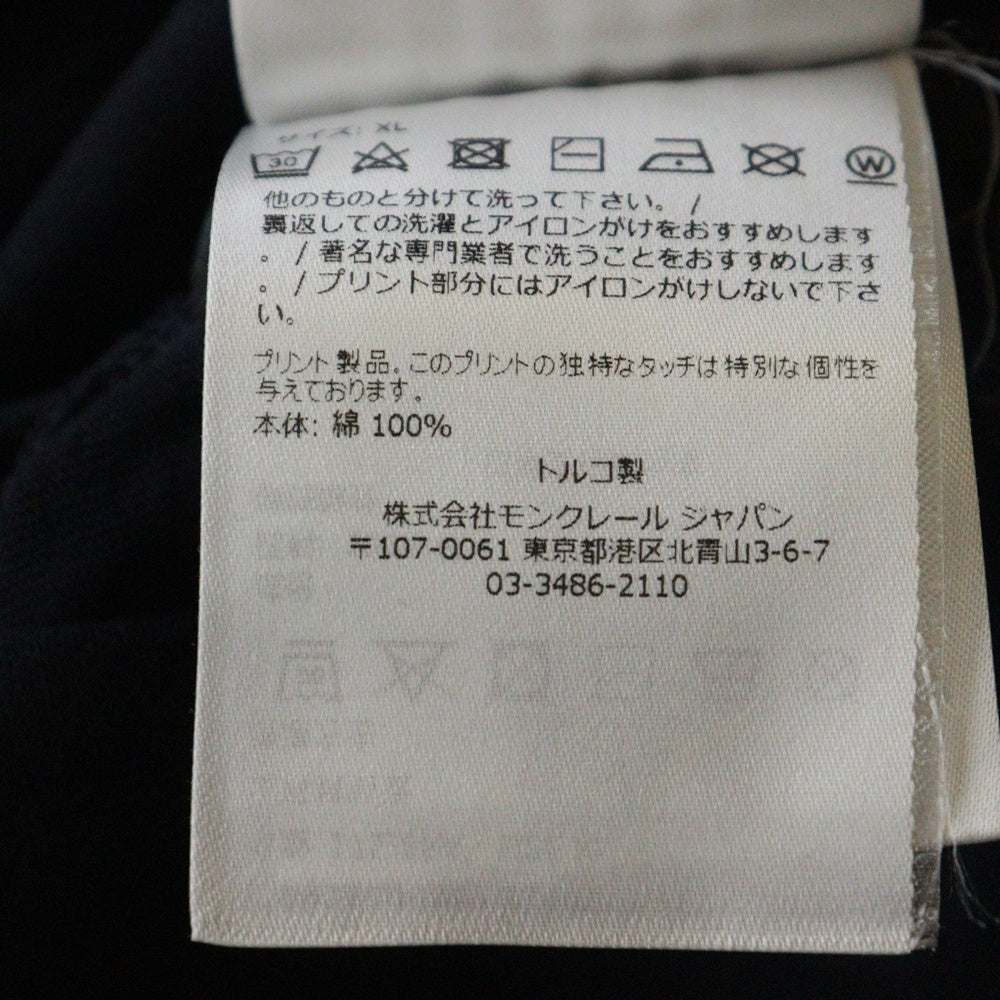 サイズ: XL
30 W
他のものと分けて洗って下さい。 /
裏返しての洗濯とアイロンがけをおすすめします
。 / 著名な専門業者で洗うことをおすすめします
。 / プリント部分にはアイロンがけしないで下さ
い。
プリント製品。このプリントの独特なタッチは特別な個性を
与えております。
本体: 綿 100%
トルコ製
株式会社モンクレール ジャパン
〒107-0061 東京都港区北青山3-6-7
03-3486-2110